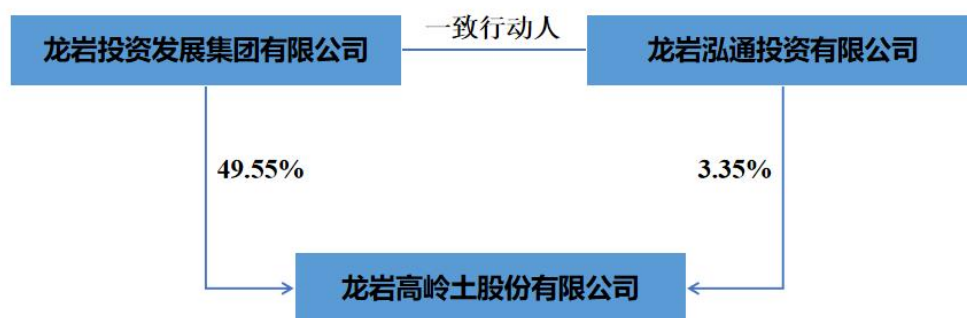 一致行动人
龙岩投资发展集团有限公司
龙岩泓通投资有限公司
49.55%
3.35%
龙岩高岭土股份有限公司